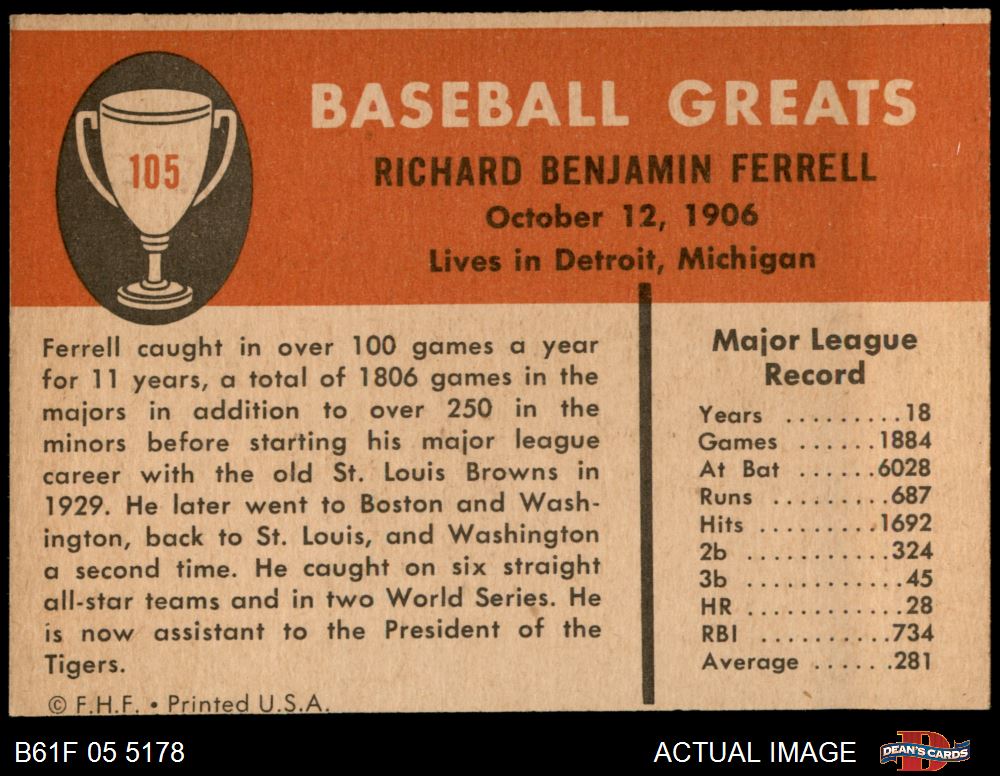 105
BASEBALL GREATS
RICHARD BENJAMIN FERRELL
October 12, 1906
Lives in Detroit, Michigan
Ferrell caught in over 100 games a year
for 11 years, a total of 1806 games in the
majors in addition to over 250 in the
minors before starting his major league
career with the old St. Louis Browns in
1929. He later went to Boston and Wash-
ington, back to St. Louis, and Washington
a second time. He caught on six straight
all-star teams and in two World Series. He
is now assistant to the President of the
Tigers.
© F.H.F. • Printed U.S.A.
Major League
Record
Years .........18
Games ......1884
At Bat ......6028
Runs .........687
Hits .........1692
2b ...........324
3b ............45
HR ............28
RBI ..........734
Average ......281
B61F 05 5178
ACTUAL IMAGE
DEAN'S CARDS